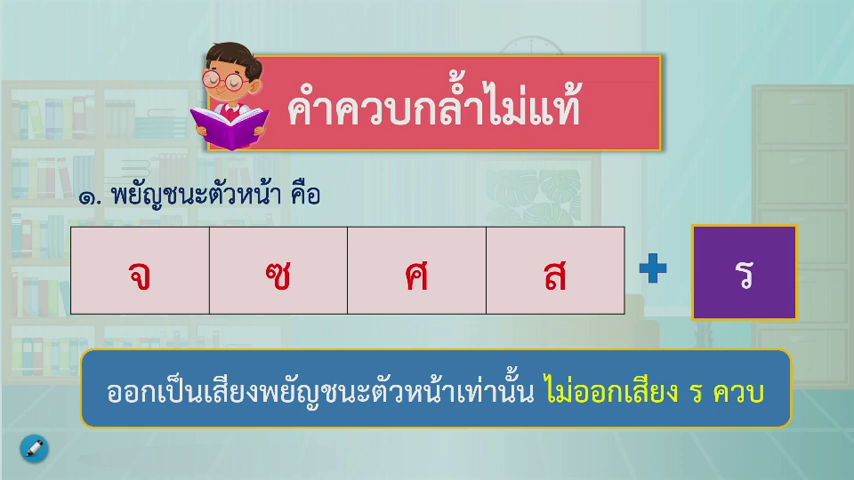 คำควบกล้ำไม่แท้
๑. พยัญชนะตัวหน้า คือ
จ ซ ศ ส + ร
ออกเป็นเสียงพยัญชนะตัวหน้าเท่านั้น ไม่ออกเสียง ร ควบ